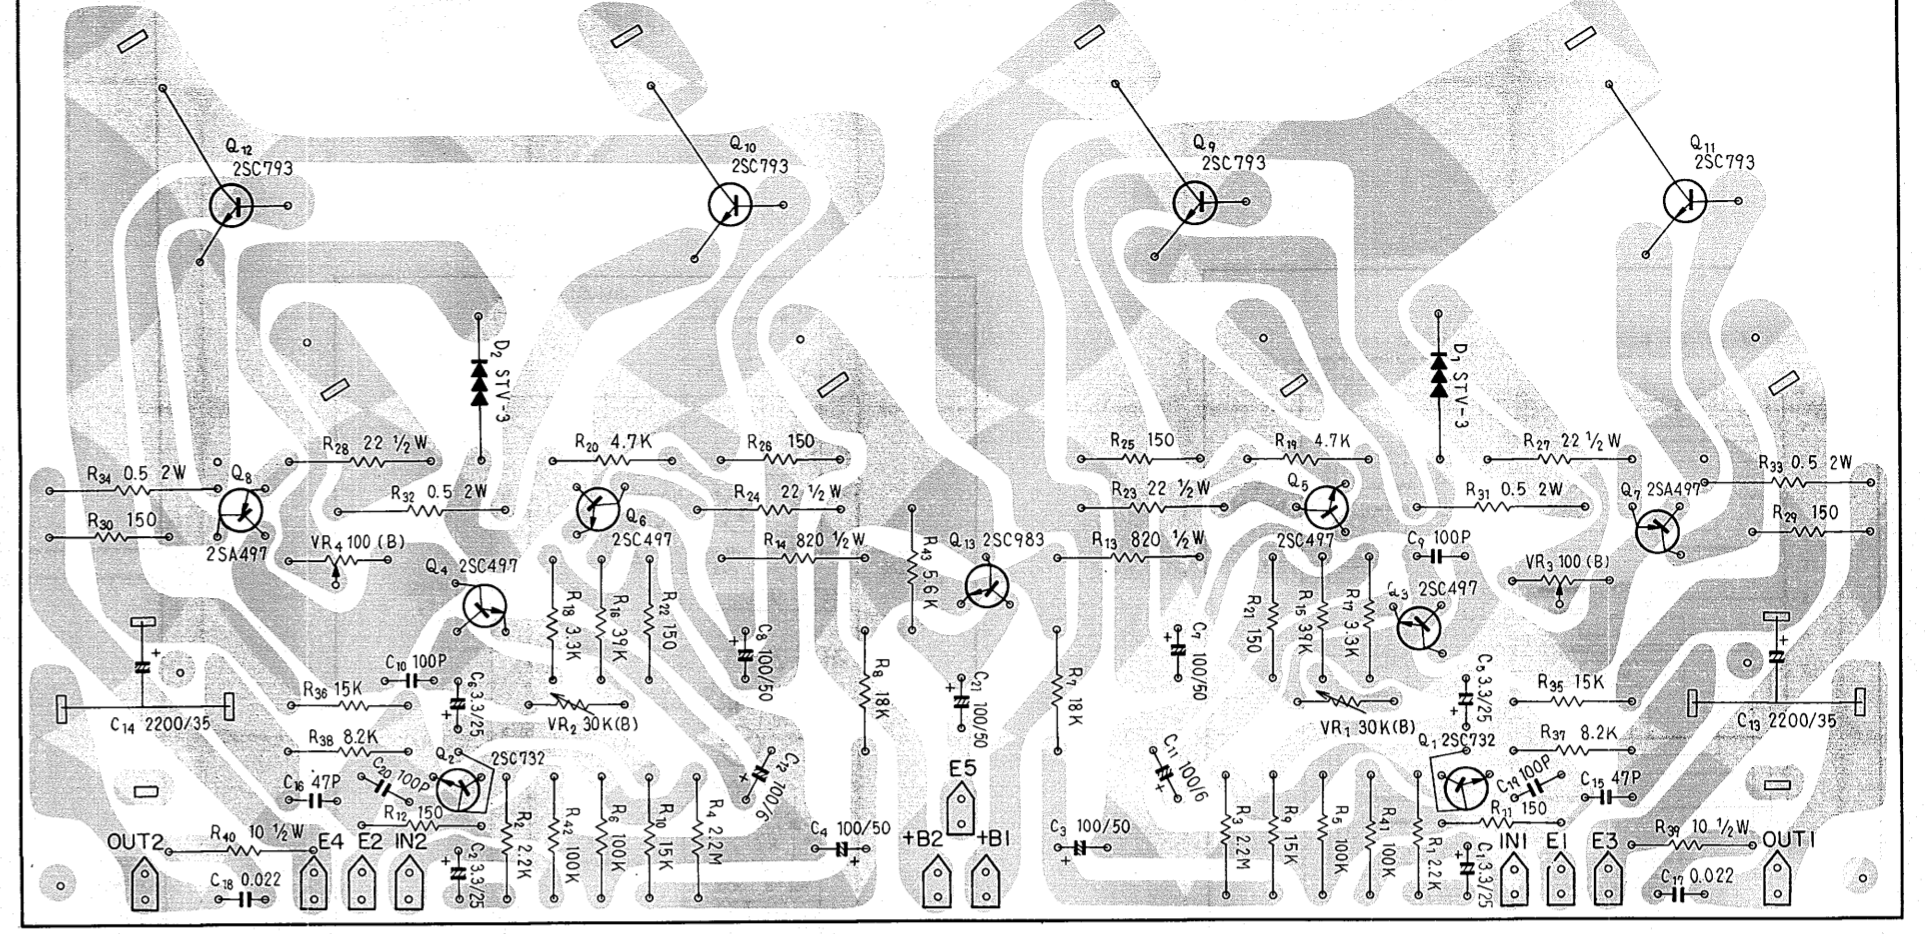 Q12
2SC793
Q10
2SC793
Q9
2SC793
Q11
2SC793
D2 STV-3
D1 STV-3
R28 22 ½W
R20 4.7K
R26 150
R25 150
R19 4.7K
R27 22 ½W
R34 0.5 2W
Q8
R32 0.5 2W
R24 22 ½W
R23 22 ½W
Q5
R31 0.5 2W
Q7 2SA497
R33 0.5 2W
R30 150
2SA497
Q6
2SC497
R29 150
VR4 100 (B)
Q4 2SC497
R14 820 ½W
R43 5.6K
Q13 2SC983
R13 820 ½W
2SC497
C9 100P
VR3 100 (B)
R18 3.3K
R16 39K
R22 150
R21 150
R15 39K
R17 3.3K
Q3 2SC497
C8 100/50
C7 100/50
C10 100P
C6 3.3/25
R8 18K
C21 100/50
R7 18K
C5 3.3/25
R36 15K
R35 15K
C14 2200/35
VR2 30K(B)
VR1 30K(B)
C13 2200/35
R38 8.2K
Q2 2SC732
Q1 2SC732
R37 8.2K
C16 47P
C20 100P
C12 100/6
E5
C11 100/6
C19 100P
C15 47P
R12 150
R2 2.2K
R42 100K
R6 100K
R10 15K
R4 2.2M
R3 2.2M
R9 15K
R5 100K
R41 100K
R1 2.2K
R11 150
OUT2
R40 10 ½W
E4
E2
IN2
C2 3.3/25
C4 100/50
+B2
+B1
C3 100/50
C1 3.3/25
IN1
E1
E3
R39 10 ½W
OUT1
C18 0.022
C17 0.022